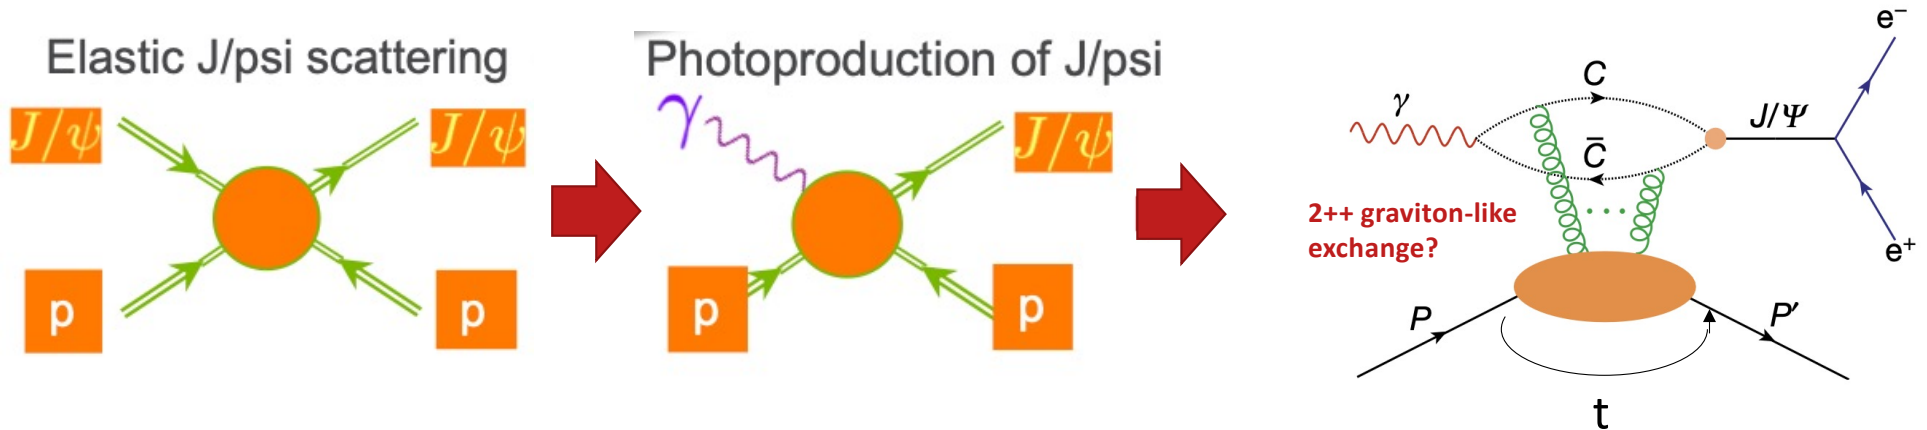 Elastic J/psi scattering
J/ψ
J/ψ
p
p
Photoproduction of J/psi
γ
J/ψ
p
p
γ
C
C̄
J/Ψ
e⁻
e⁺
2++ graviton-like
exchange?
...
P
P′
t